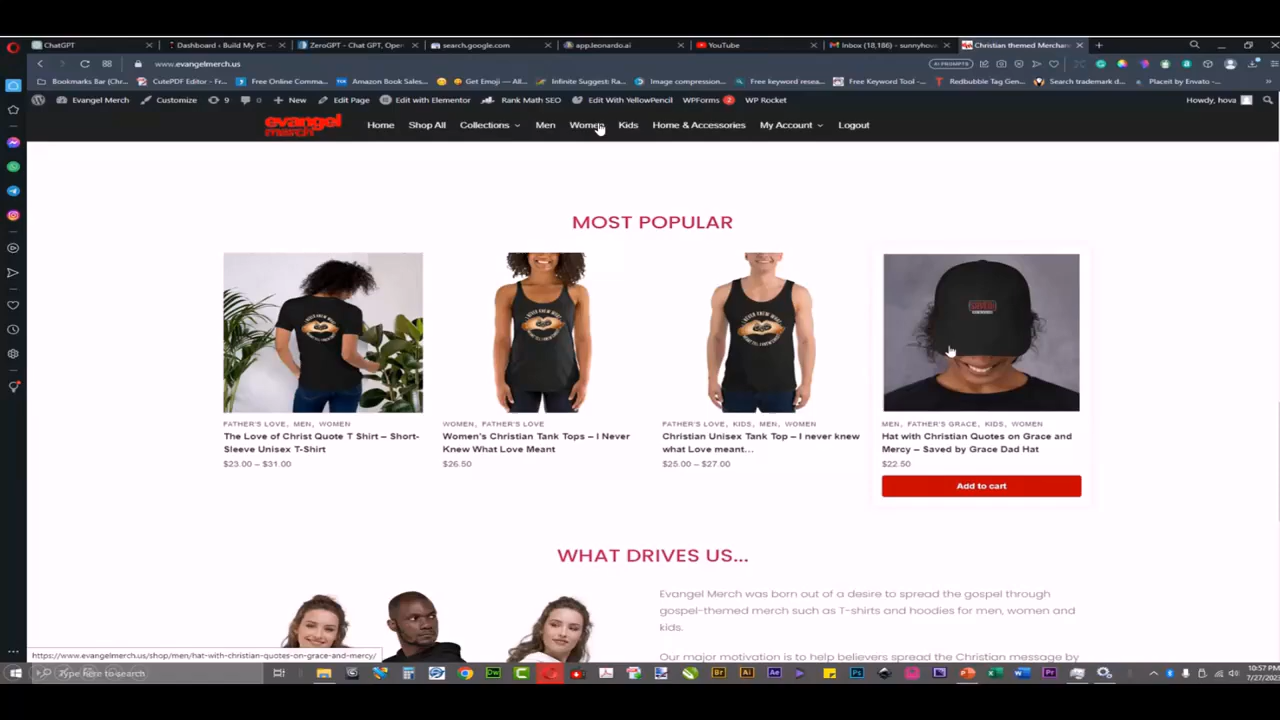 ChatGPT
Dashboard ‹ Build My PC -
ZeroGPT - Chat GPT, Open
search.google.com
app.leonardo.ai
YouTube
Inbox (18,186) - sunnyhov
Christian themed Merchan
www.evangelmerch.us
AI PROMPTS
Bookmarks Bar (Chr...
CutePDF Editor - Fr...
Free Online Comma...
Amazon Book Sales...
Get Emoji — All...
Infinite Suggest: Ra...
Image compression...
Free keyword resea...
Free Keyword Tool -...
Redbubble Tag Gen...
Search trademark d...
Placeit by Envato -...
Evangel Merch
Customize
9
0
New
Edit Page
Edit with Elementor
Rank Math SEO
Edit With YellowPencil
WPForms 2
WP Rocket
Howdy, hova
evangel
merch
Home
Shop All
Collections
Men
Women
Kids
Home & Accessories
My Account
Logout
MOST POPULAR
FATHER'S LOVE, MEN, WOMEN
The Love of Christ Quote T Shirt – Short-
Sleeve Unisex T-Shirt
$23.00 – $31.00
WOMEN, FATHER'S LOVE
Women's Christian Tank Tops – I Never
Knew What Love Meant
$26.50
FATHER'S LOVE, KIDS, MEN, WOMEN
Christian Unisex Tank Top – I never knew
what Love meant...
$25.00 – $27.00
MEN, FATHER'S GRACE, KIDS, WOMEN
Hat with Christian Quotes on Grace and
Mercy – Saved by Grace Dad Hat
$22.50
Add to cart
WHAT DRIVES US...
Evangel Merch was born out of a desire to spread the gospel through
gospel-themed merch such as T-shirts and hoodies for men, women and
kids.
Our major motivation is to help believers spread the Christian message by
https://www.evangelmerch.us/shop/men/hat-with-christian-quotes-on-grace-and-mercy/
Type here to search
10:57 PM